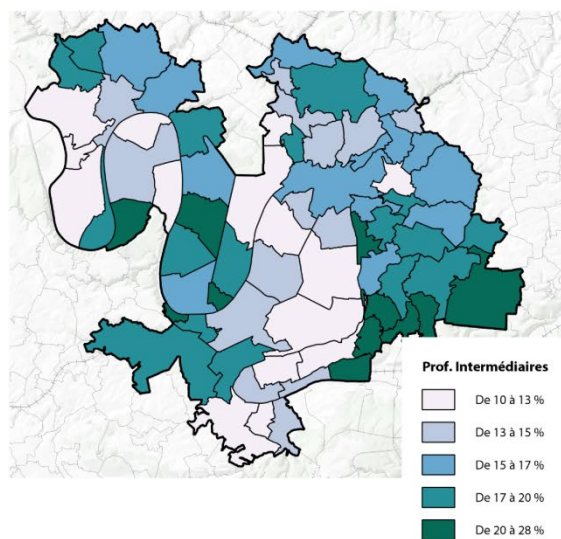 Prof. Intermédiaires
De 10 à 13 %
De 13 à 15 %
De 15 à 17 %
De 17 à 20 %
De 20 à 28 %